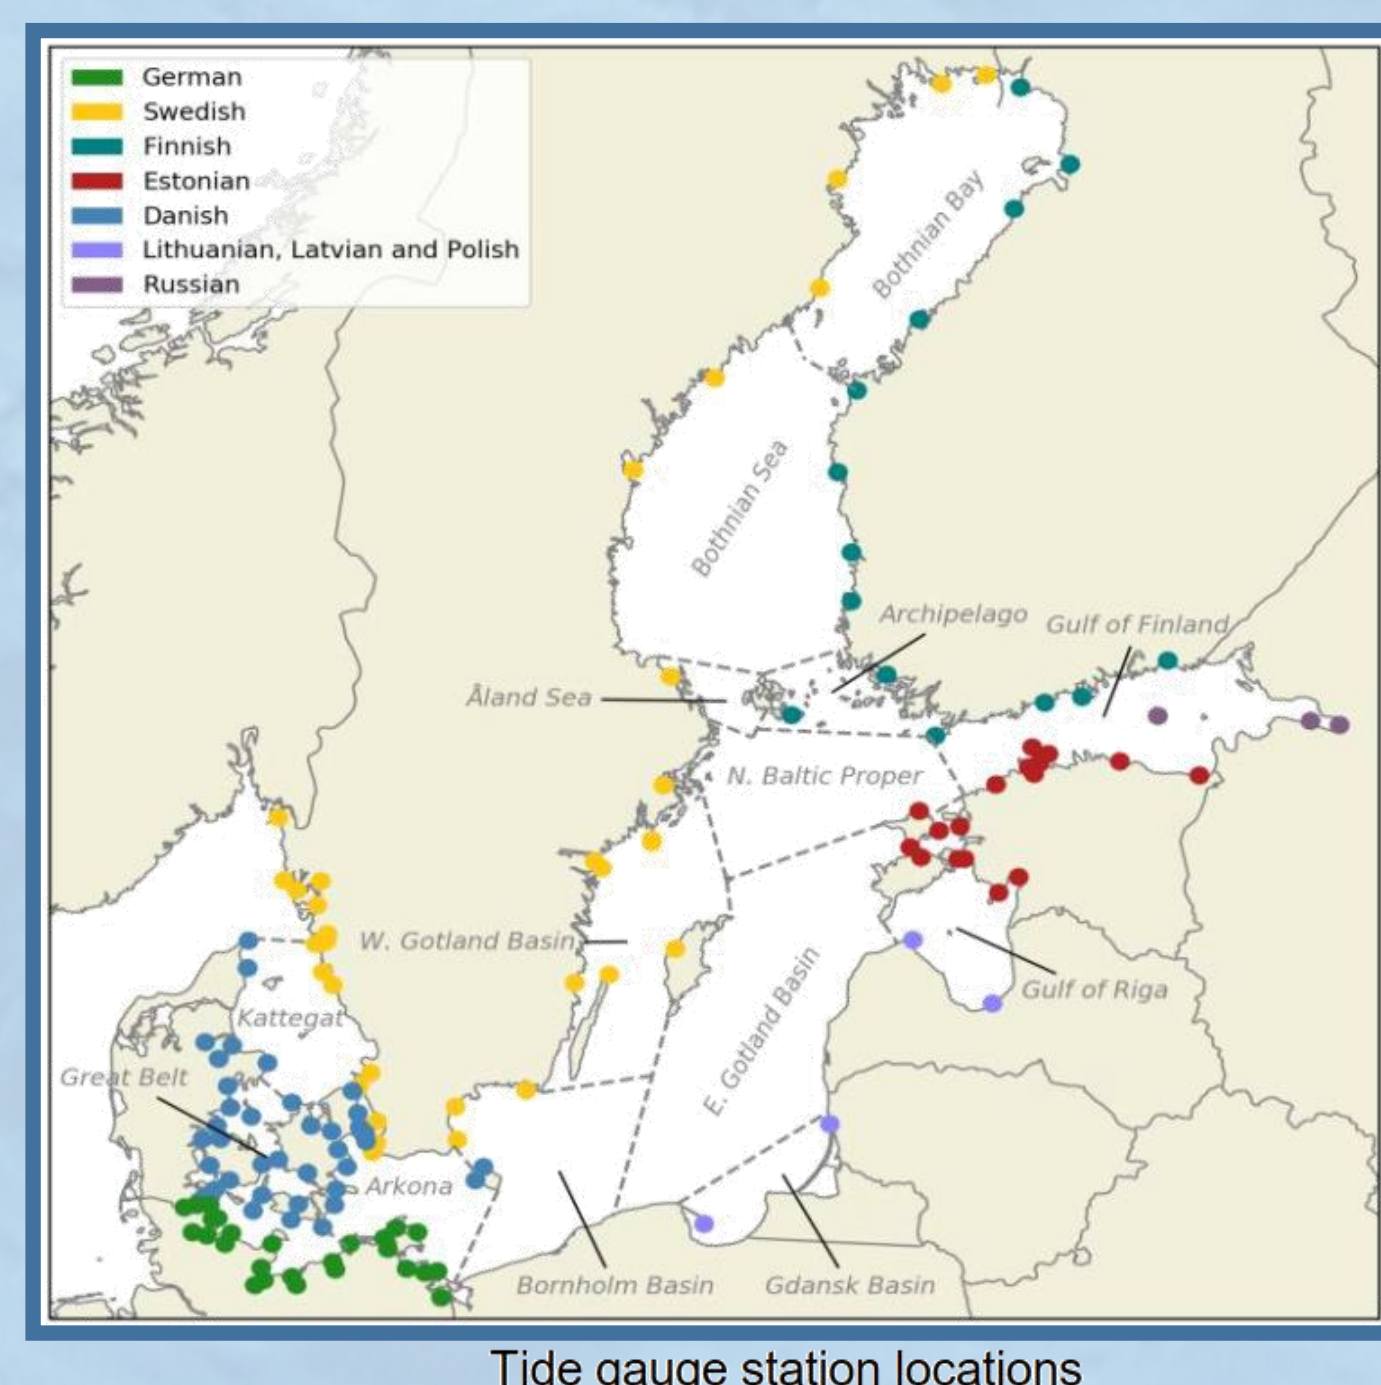 German
Swedish
Finnish
Estonian
Danish
Lithuanian, Latvian and Polish
Russian
Bothnian Bay
Bothnian Sea
Archipelago
Gulf of Finland
Åland Sea
N. Baltic Proper
W. Gotland Basin
E. Gotland Basin
Gulf of Riga
Kattegat
Great Belt
Arkona
Bornholm Basin
Gdansk Basin
Tide gauge station locations